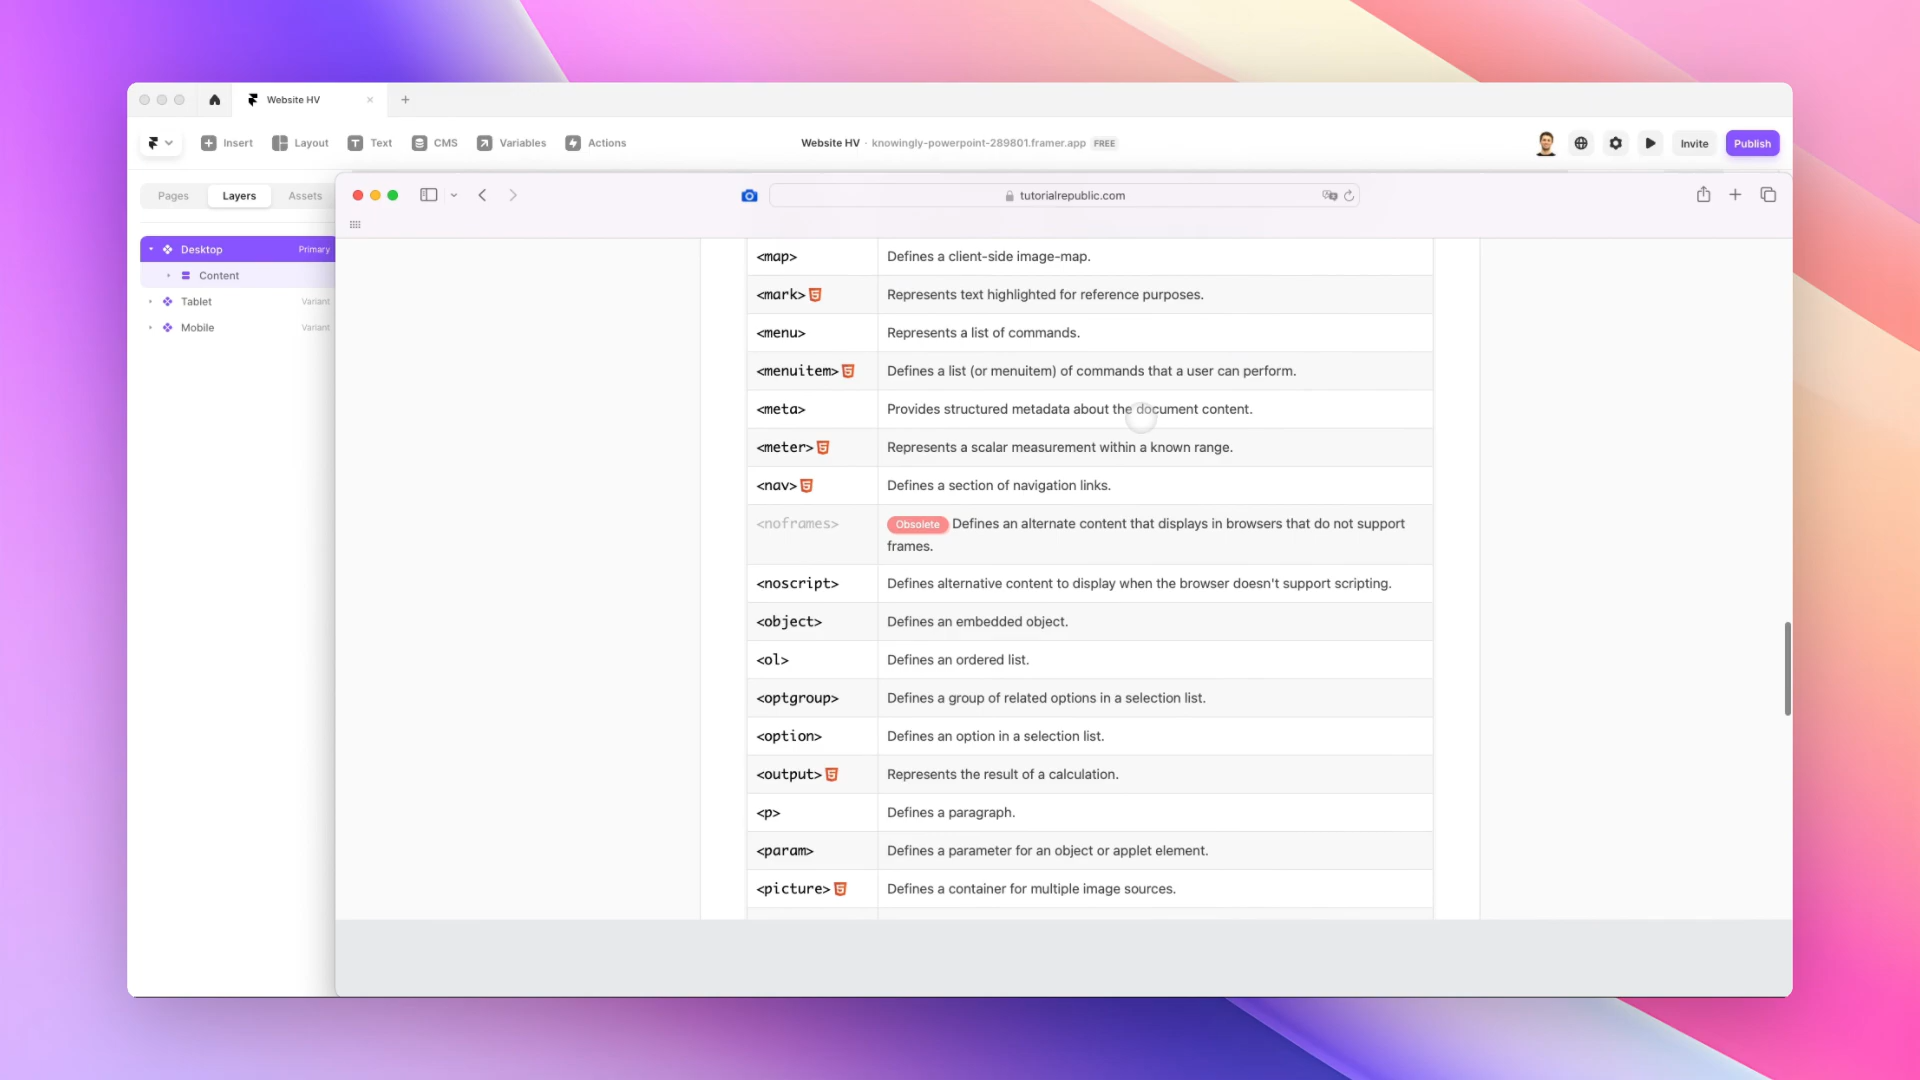 Website HV
Insert
Layout
Text
CMS
Variables
Actions
Website HV · knowingly-powerpoint-289801.framer.app FREE
Invite
Publish
Pages
Layers
Assets
tutorialrepublic.com
Desktop Primary
Content
Tablet Variant
Mobile Variant
<map> Defines a client-side image-map.
<mark> Represents text highlighted for reference purposes.
<menu> Represents a list of commands.
<menuitem> Defines a list (or menuitem) of commands that a user can perform.
<meta> Provides structured metadata about the document content.
<meter> Represents a scalar measurement within a known range.
<nav> Defines a section of navigation links.
<noframes> Obsolete Defines an alternate content that displays in browsers that do not support
frames.
<noscript> Defines alternative content to display when the browser doesn't support scripting.
<object> Defines an embedded object.
<ol> Defines an ordered list.
<optgroup> Defines a group of related options in a selection list.
<option> Defines an option in a selection list.
<output> Represents the result of a calculation.
<p> Defines a paragraph.
<param> Defines a parameter for an object or applet element.
<picture> Defines a container for multiple image sources.